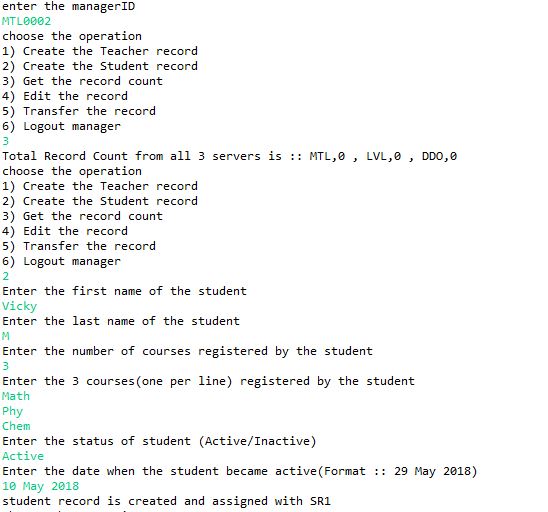 enter the managerID
MTL0002
choose the operation
1) Create the Teacher record
2) Create the Student record
3) Get the record count
4) Edit the record
5) Transfer the record
6) Logout manager
3
Total Record Count from all 3 servers is :: MTL,0 , LVL,0 , DDO,0
choose the operation
1) Create the Teacher record
2) Create the Student record
3) Get the record count
4) Edit the record
5) Transfer the record
6) Logout manager
2
Enter the first name of the student
Vicky
Enter the last name of the student
M
Enter the number of courses registered by the student
3
Enter the 3 courses(one per line) registered by the student
Math
Phy
Chem
Enter the status of student (Active/Inactive)
Active
Enter the date when the student became active(Format :: 29 May 2018)
10 May 2018
student record is created and assigned with SR1